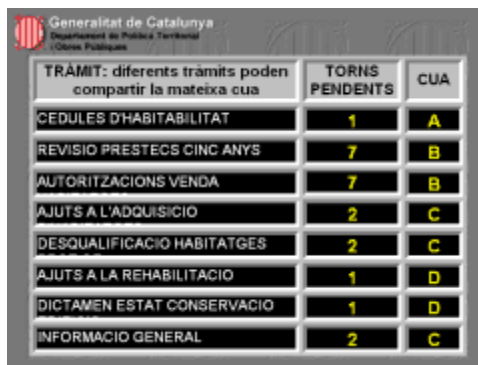 Generalitat de Catalunya
Departament de Política Territorial
i Obres Públiques
TRÀMIT: diferents tràmits poden
compartir la mateixa cua
TORNS
PENDENTS
CUA
CEDULES D'HABITABILITAT 1 A
REVISIO PRESTECS CINC ANYS 7 B
AUTORITZACIONS VENDA 7 B
AJUTS A L'ADQUISICIO 2 C
DESQUALIFICACIO HABITATGES 2 C
AJUTS A LA REHABILITACIO 1 D
DICTAMEN ESTAT CONSERVACIO 1 D
INFORMACIO GENERAL 2 C